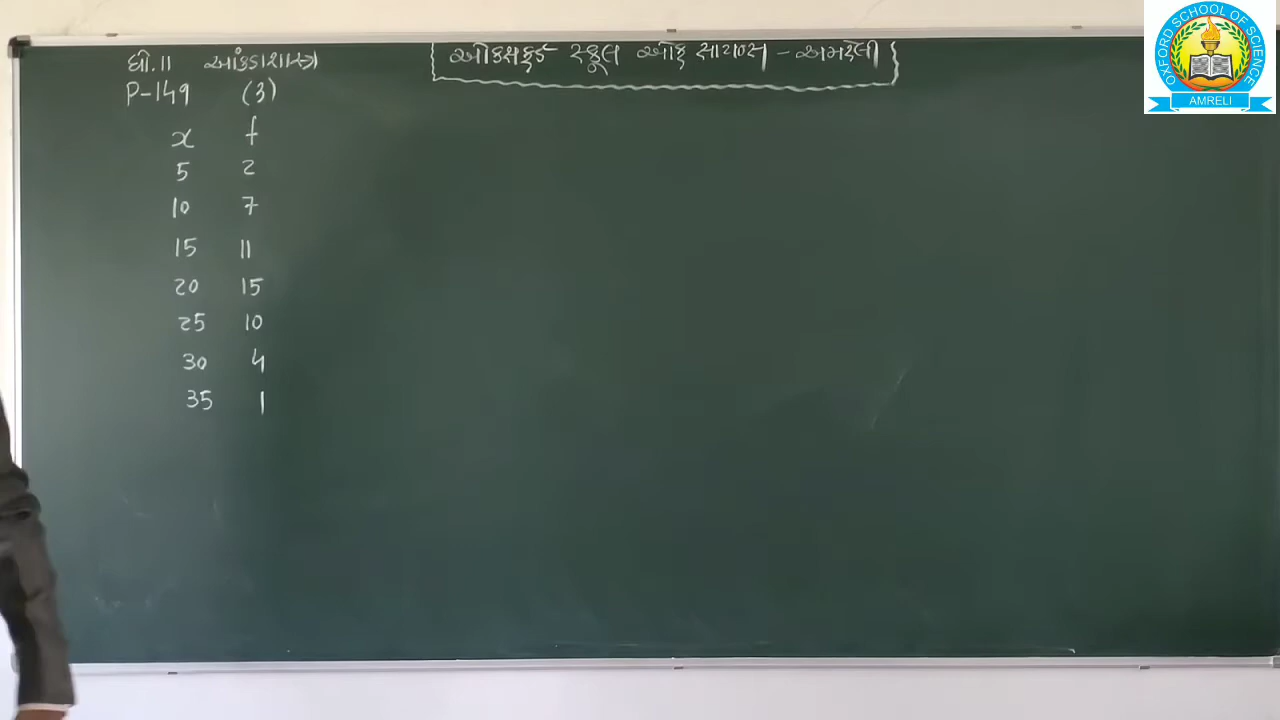 ધો.11 આંકડાશાસ્ત્ર
P-149 (3)
x f
5 2
10 7
15 11
20 15
25 10
30 4
35 1
ઓક્સફર્ડ સ્કૂલ ઓફ સાયન્સ - અમરેલી
OXFORD SCHOOL OF SCIENCE
AMRELI